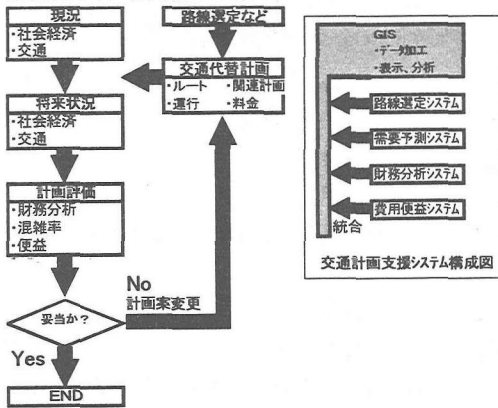 現況
・社会経済
・交通
路線選定など
交通代替計画
・ルート ・関連計画
・運行 ・料金
将来状況
・社会経済
・交通
計画評価
・財務分析
・混雑率
・便益
妥当か?
No
計画案変更
Yes
END
GIS
・データ加工
・表示、分析
路線選定システム
需要予測システム
財務分析システム
費用便益システム
統合
交通計画支援システム構成図